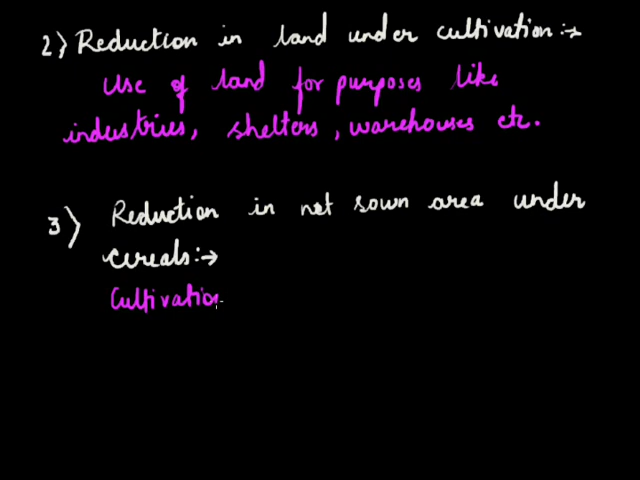 2) Reduction in land under cultivation:→
Use of land for purposes like
industries, shelters, warehouses etc.
3) Reduction in net sown area under
cereals:→
Cultivation